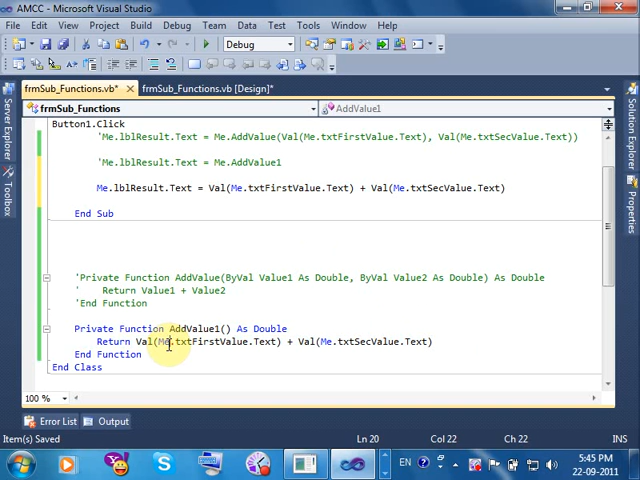 AMCC - Microsoft Visual Studio
File Edit View Project Build Debug Team Data Tools Test Window Help
Debug
frmSub_Functions.vb* × frmSub_Functions.vb [Design]*
frmSub_Functions AddValue1
Button1.Click
'Me.lblResult.Text = Me.AddValue(Val(Me.txtFirstValue.Text), Val(Me.txtSecValue.Text))
'Me.lblResult.Text = Me.AddValue1
Me.lblResult.Text = Val(Me.txtFirstValue.Text) + Val(Me.txtSecValue.Text)
End Sub
'Private Function AddValue(ByVal Value1 As Double, ByVal Value2 As Double) As Double
' Return Value1 + Value2
'End Function
Private Function AddValue1() As Double
Return Val(Me.txtFirstValue.Text) + Val(Me.txtSecValue.Text)
End Function
End Class
Server Explorer
Toolbox
Solution Explorer
Properties
100 %
Error List Output
Item(s) Saved Ln 20 Col 22 Ch 22 INS
EN 5:45 PM
22-09-2011